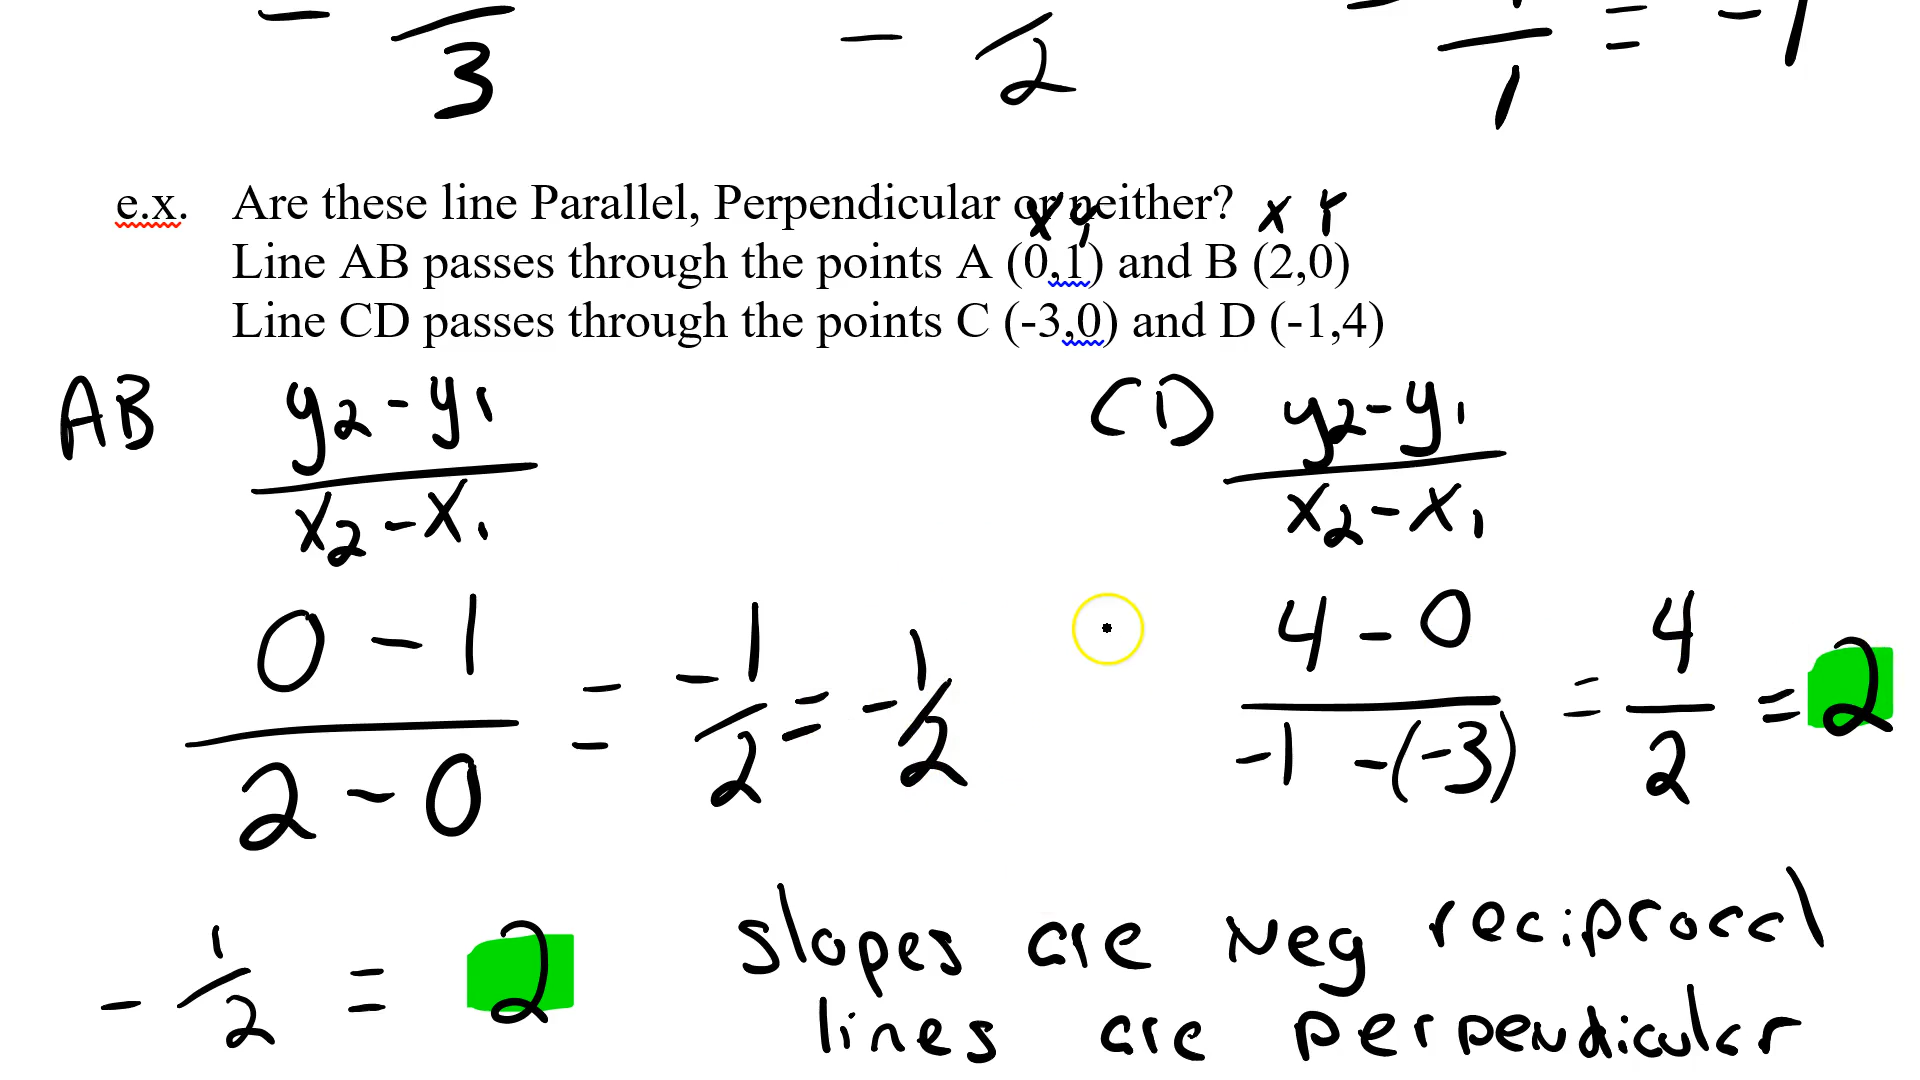 - /3 - /2 - 1/1 = -1
e.x. Are these line Parallel, Perpendicular or neither?
x y x y
Line AB passes through the points A (0,1) and B (2,0)
Line CD passes through the points C (-3,0) and D (-1,4)
AB y2-y1 CD y2-y1
x2-x1 x2-x1
0 - 1 = -1 = -1/2 4 - 0 = 4 = 2
2 - 0 2 -1 -(-3) 2
-1/2 = 2 slopes are Neg reciprocal
lines are perpendicular